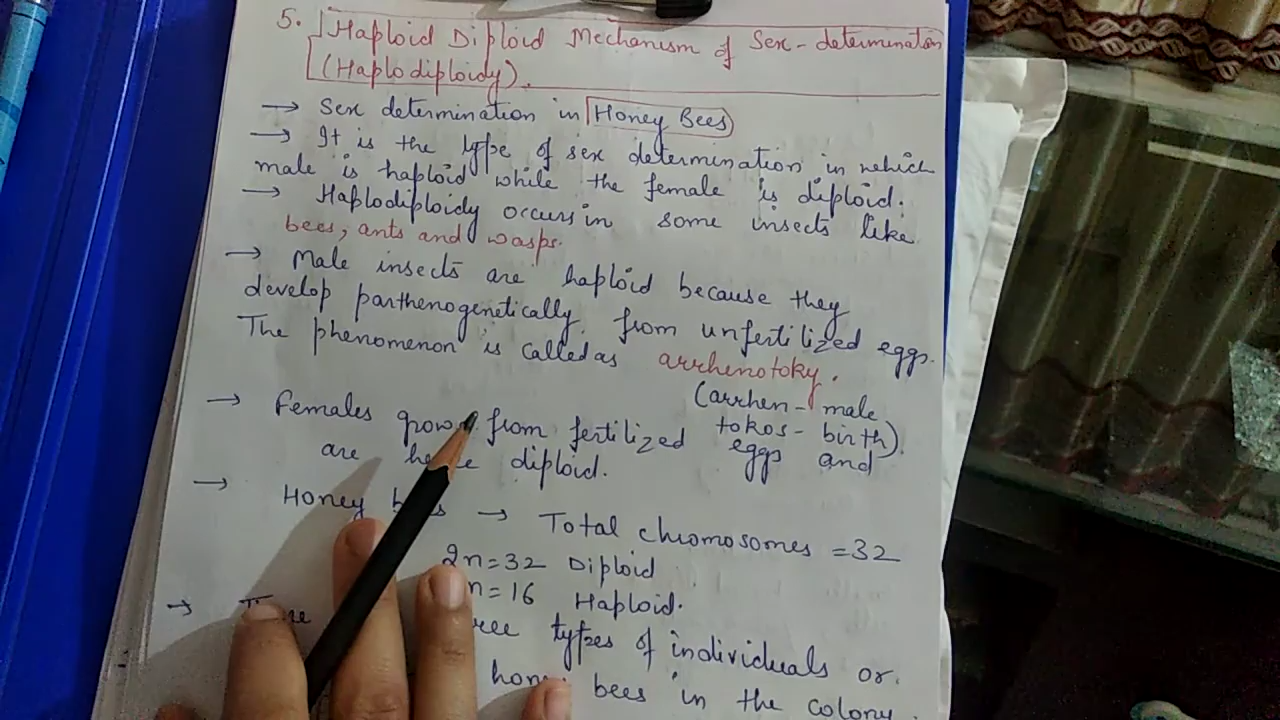 5. Haploid Diploid Mechanism of Sex-determination
(Haplodiploidy).
→ Sex determination in Honey Bees
→ It is the type of sex determination in which
male is haploid while the female is diploid.
→ Haplodiploidy occurs in some insects like
bees, ants and wasps.
→ Male insects are haploid because they
develop parthenogenetically from unfertilized eggs.
The phenomenon is called as arrhenotoky.
(arrhen- male
tokos- birth).
→ Females grow from fertilized eggs and
are hence diploid.
→ Honey bees → Total chromosomes = 32
2n=32 Diploid
n=16 Haploid.
→ types of individuals or
honey bees in the colony.